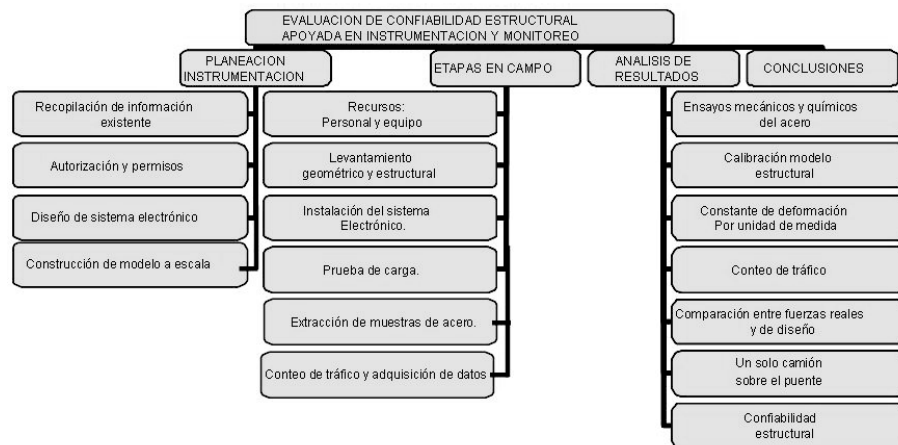 EVALUACION DE CONFIABILIDAD ESTRUCTURAL
APOYADA EN INSTRUMENTACION Y MONITOREO
PLANEACION
INSTRUMENTACION
Recopilación de información
existente
Autorización y permisos
Diseño de sistema electrónico
Construcción de modelo a escala
ETAPAS EN CAMPO
Recursos:
Personal y equipo
Levantamiento
geométrico y estructural
Instalación del sistema
Electrónico.
Prueba de carga.
Extracción de muestras de acero.
Conteo de tráfico y adquisición de datos
ANALISIS DE
RESULTADOS
Ensayos mecánicos y químicos
del acero
Calibración modelo
estructural
Constante de deformación
Por unidad de medida
Conteo de tráfico
Comparación entre fuerzas reales
y de diseño
Un solo camión
sobre el puente
Confiabilidad
estructural
CONCLUSIONES